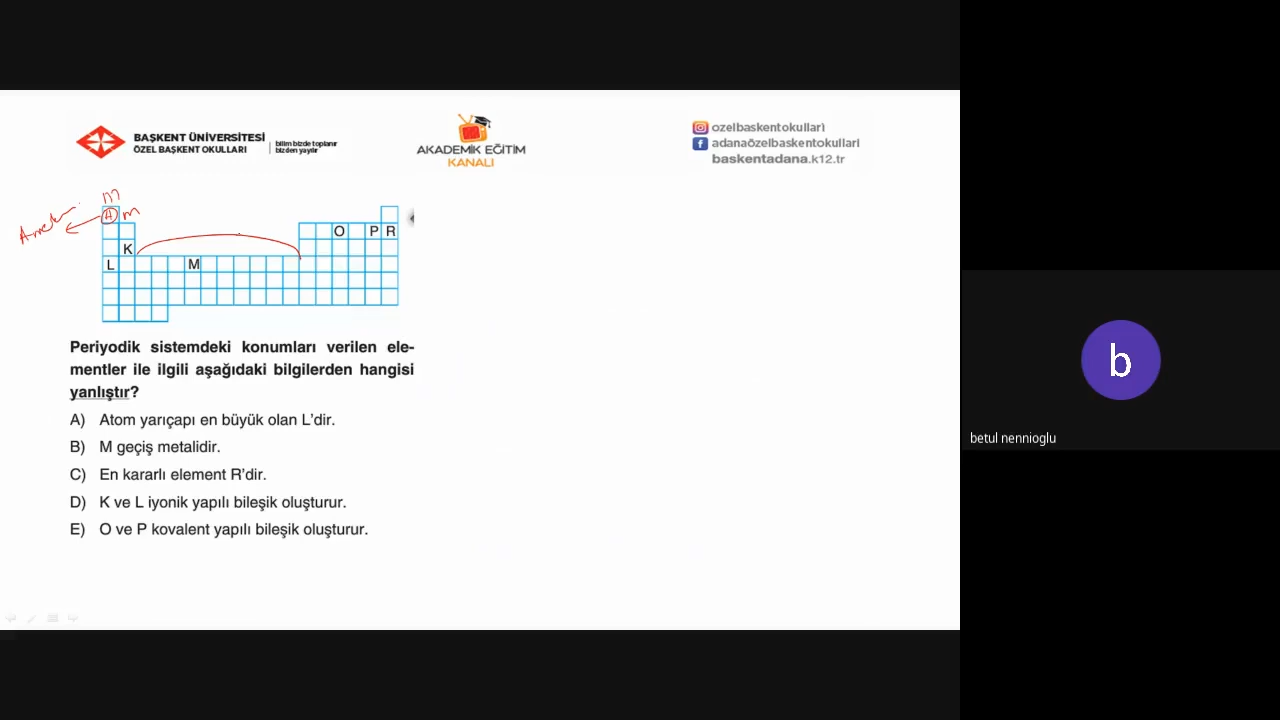 BAŞKENT ÜNİVERSİTESİ
ÖZEL BAŞKENT OKULLARI
bilim bizde toplanır
bizden yayılır
AKADEMİK EĞİTİM
KANALI
ozelbaskentokullari
adanaözelbaskentokullari
baskentadana.k12.tr
m
A m
O P R
K
L M
Periyodik sistemdeki konumları verilen ele-
mentler ile ilgili aşağıdaki bilgilerden hangisi
yanlıştır?
A) Atom yarıçapı en büyük olan L'dir.
B) M geçiş metalidir.
C) En kararlı element R'dir.
D) K ve L iyonik yapılı bileşik oluşturur.
E) O ve P kovalent yapılı bileşik oluşturur.
b
betul nennioglu